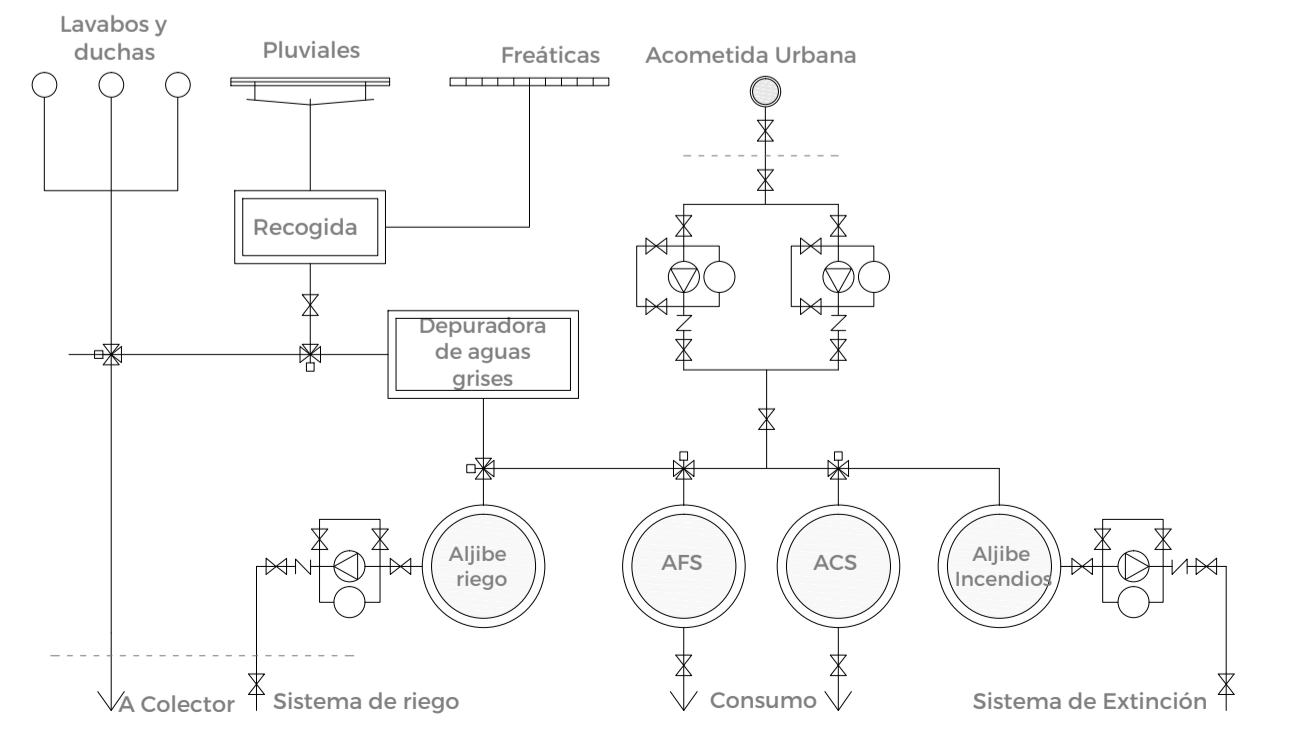 Lavabos y
duchas
Pluviales
Freáticas
Acometida Urbana
Recogida
Depuradora
de aguas
grises
Aljibe
riego
AFS
ACS
Aljibe
Incendios
A Colector
Sistema de riego
Consumo
Sistema de Extinción